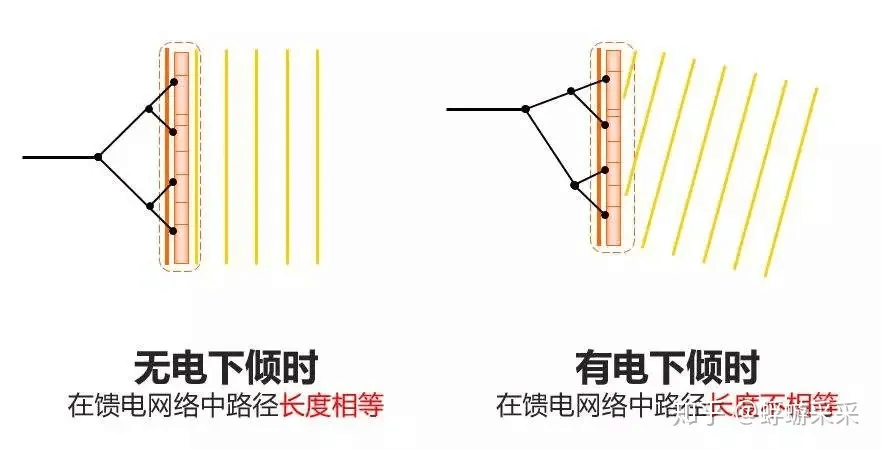 无电下倾时
在馈电网络中路径长度相等
有电下倾时
在馈电网络中路径长度不相等
知乎 @蜉蝣采采